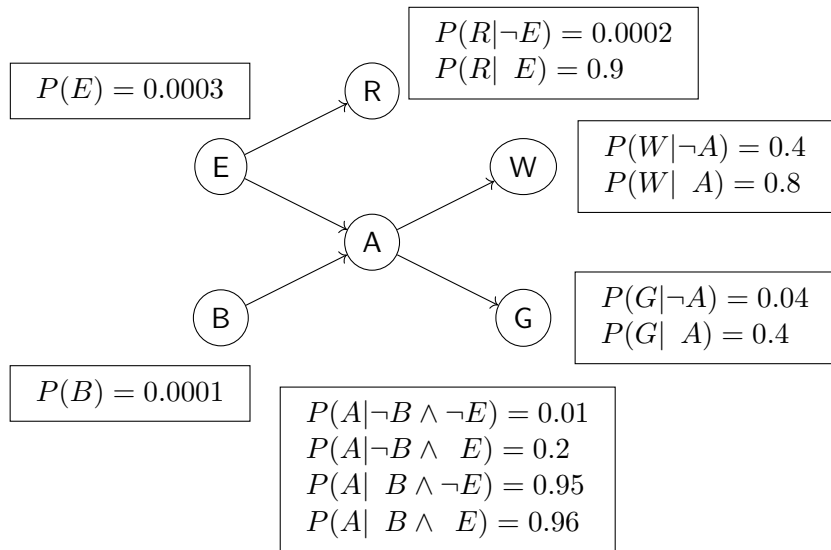 P(R|¬E) = 0.0002
P(R| E) = 0.9
P(E) = 0.0003
R
E
W
P(W|¬A) = 0.4
P(W| A) = 0.8
A
B
G
P(G|¬A) = 0.04
P(G| A) = 0.4
P(B) = 0.0001
P(A|¬B ∧ ¬E) = 0.01
P(A|¬B ∧ E) = 0.2
P(A| B ∧ ¬E) = 0.95
P(A| B ∧ E) = 0.96